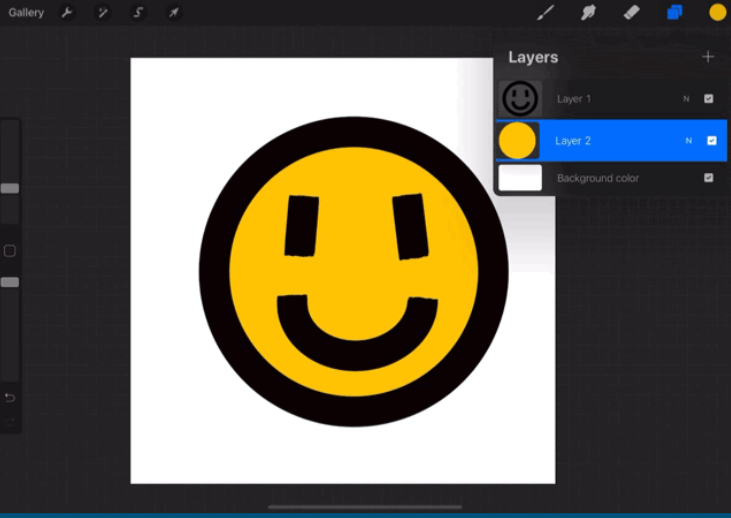 Gallery
Layers
Layer 1 N
Layer 2 N
Background color